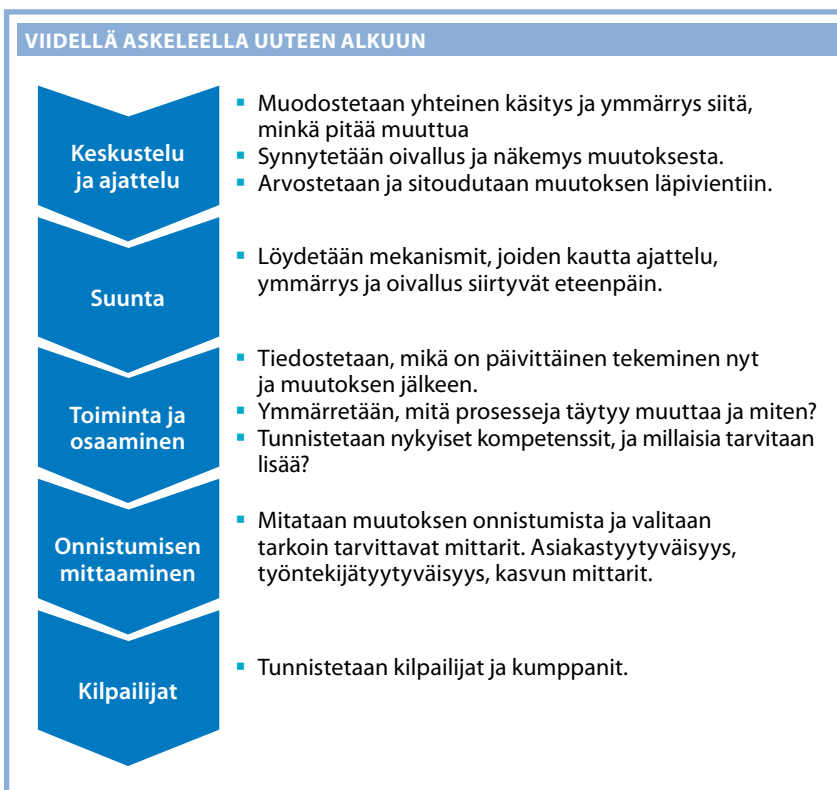 VIIDELLÄ ASKELEELLA UUTEEN ALKUUN
Keskustelu
ja ajattelu
▪ Muodostetaan yhteinen käsitys ja ymmärrys siitä,
minkä pitää muuttua
▪ Synnytetään oivallus ja näkemys muutoksesta.
▪ Arvostetaan ja sitoudutaan muutoksen läpivientiin.
Suunta
▪ Löydetään mekanismit, joiden kautta ajattelu,
ymmärrys ja oivallus siirtyvät eteenpäin.
Toiminta ja
osaaminen
▪ Tiedostetaan, mikä on päivittäinen tekeminen nyt
ja muutoksen jälkeen.
▪ Ymmärretään, mitä prosesseja täytyy muuttaa ja miten?
▪ Tunnistetaan nykyiset kompetenssit, ja millaisia tarvitaan
lisää?
Onnistumisen
mittaaminen
▪ Mitataan muutoksen onnistumista ja valitaan
tarkoin tarvittavat mittarit. Asiakastyytyväisyys,
työntekijätyytyväisyys, kasvun mittarit.
Kilpailijat
▪ Tunnistetaan kilpailijat ja kumppanit.